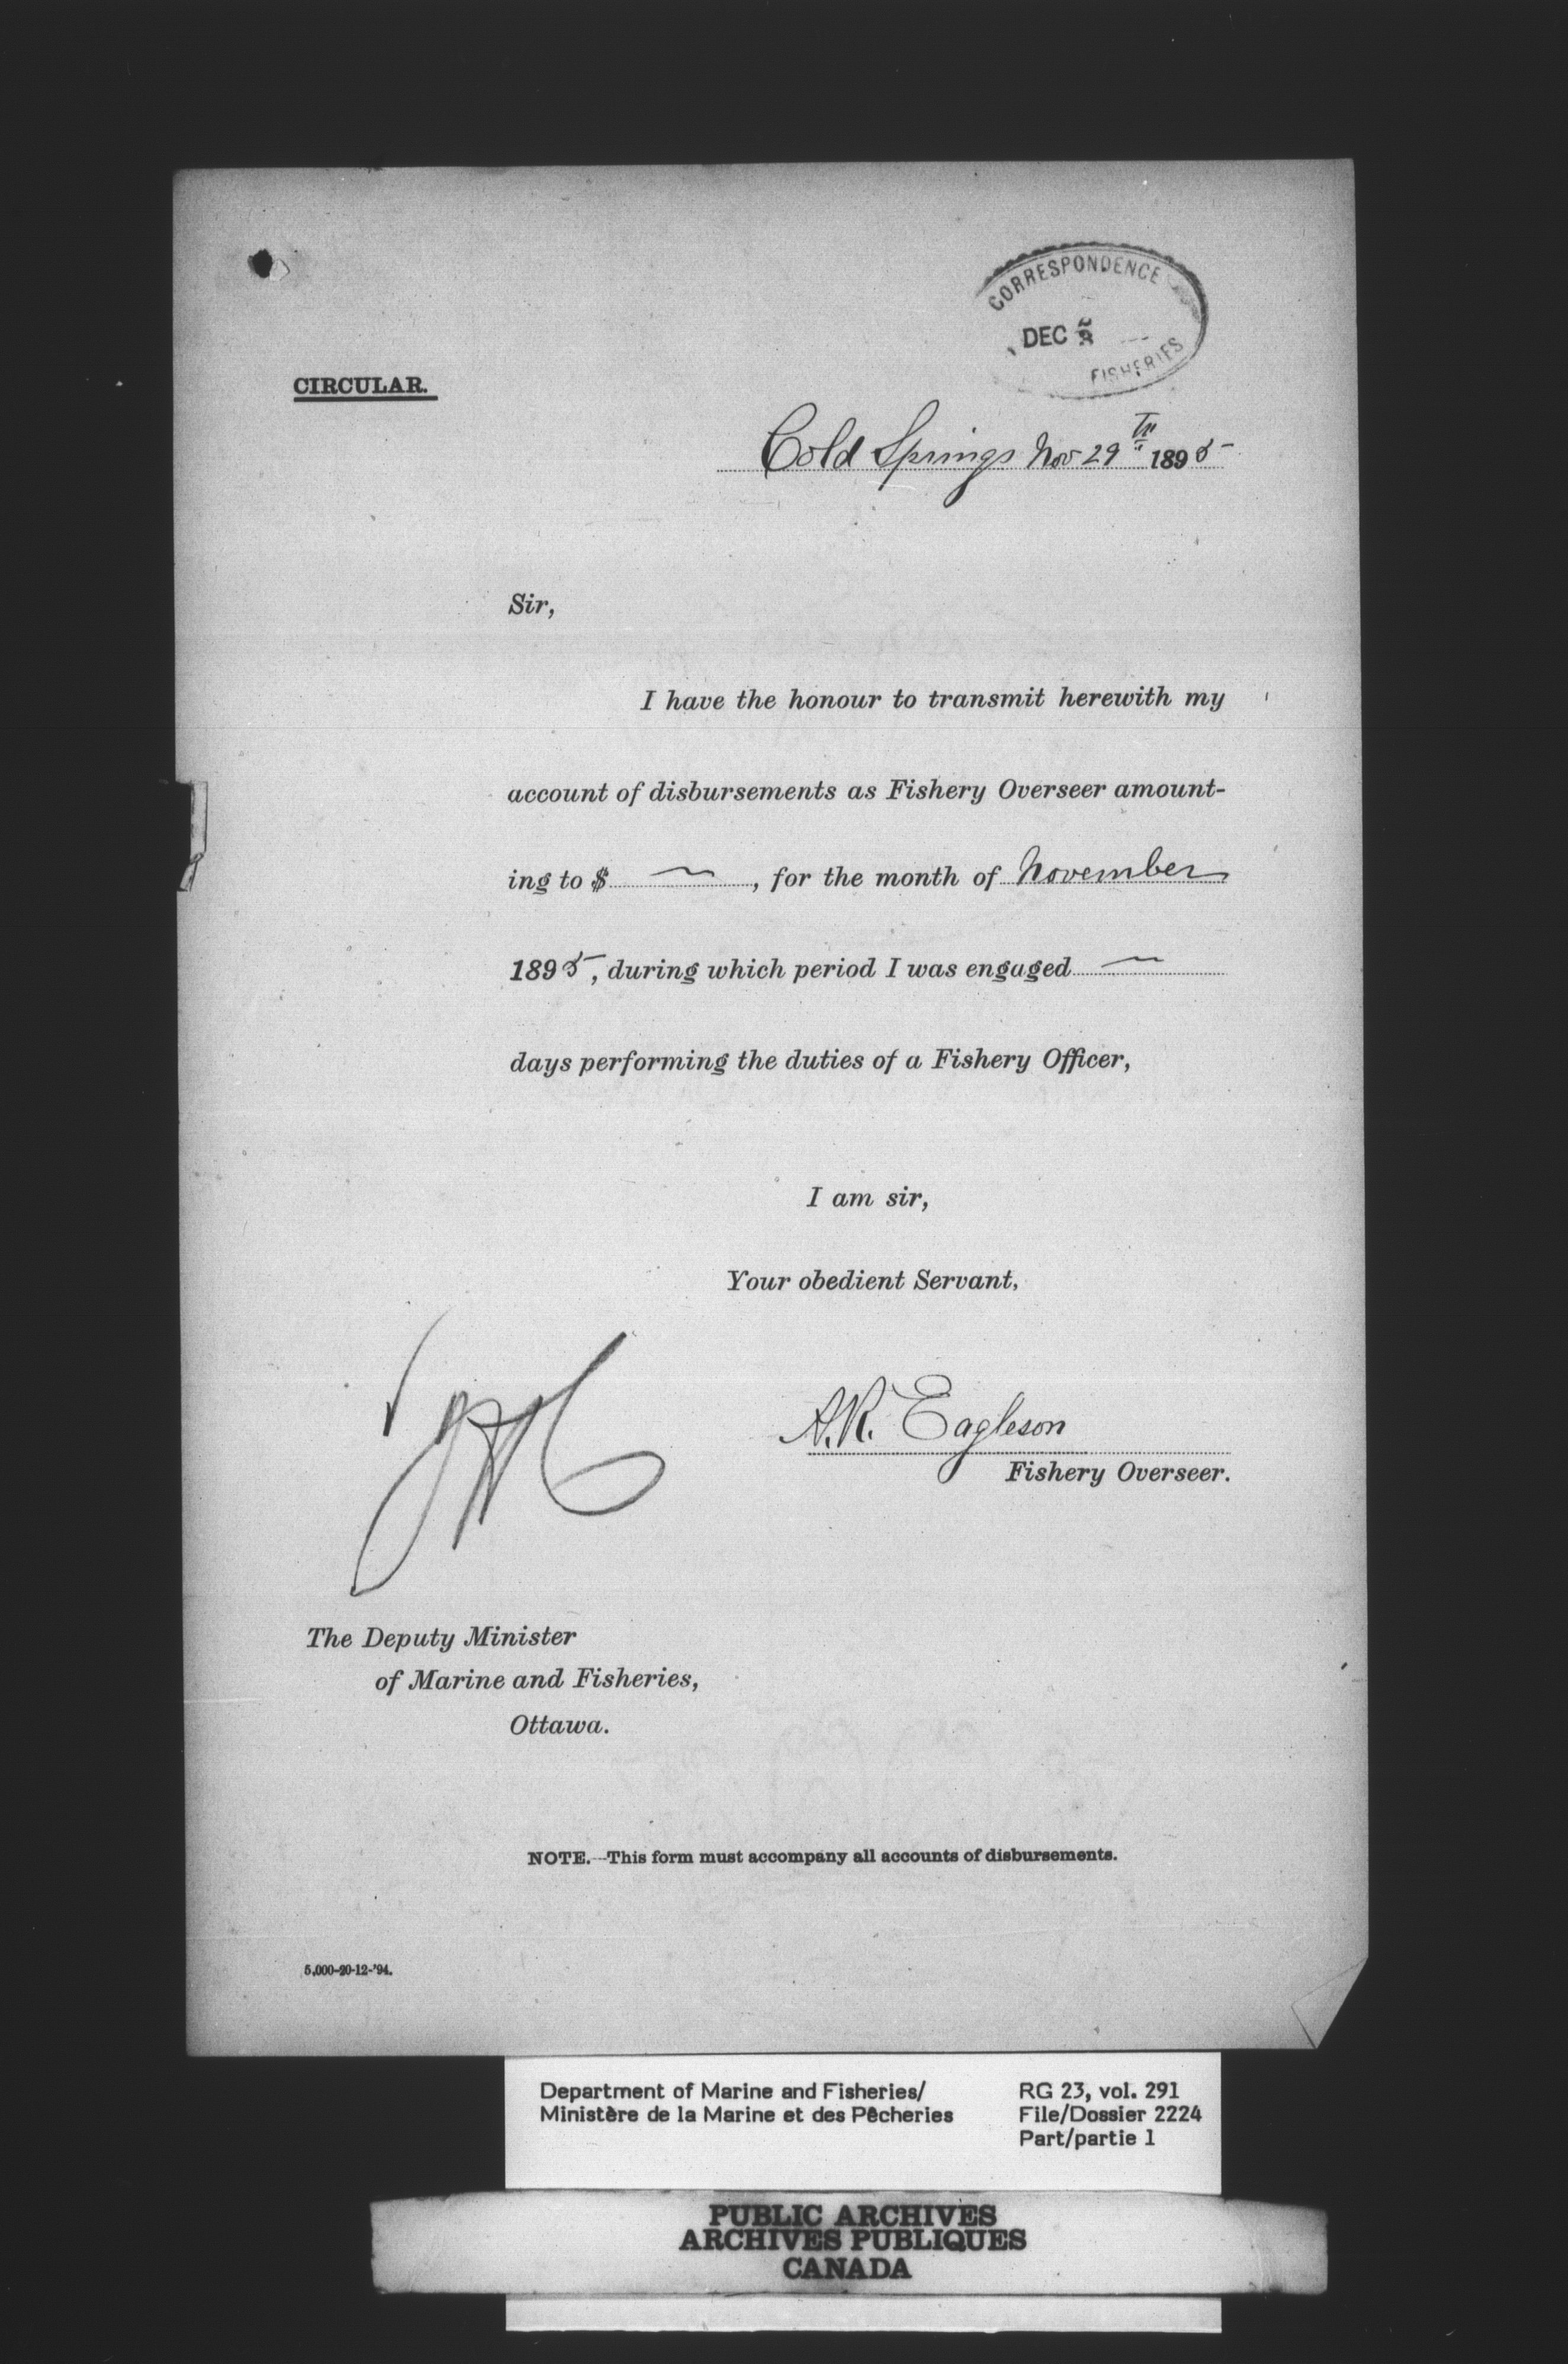 CORRESPONDENCE
DEC
FISHERIES
CIRCULAR.
Cold Springs Nov 29th 1895
Sir,
I have the honour to transmit herewith my
account of disbursements as Fishery Overseer amount-
ing to $ ~ , for the month of November
1895, during which period I was engaged ~
days performing the duties of a Fishery Officer,
I am sir,
Your obedient Servant,
A.R. Eagleson
Fishery Overseer.
The Deputy Minister
of Marine and Fisheries,
Ottawa.
NOTE.--This form must accompany all accounts of disbursements.
5,000-20-12-'94.
Department of Marine and Fisheries/ RG 23, vol. 291
Ministère de la Marine et des Pêcheries File/Dossier 2224
Part/partie 1
PUBLIC ARCHIVES
ARCHIVES PUBLIQUES
CANADA